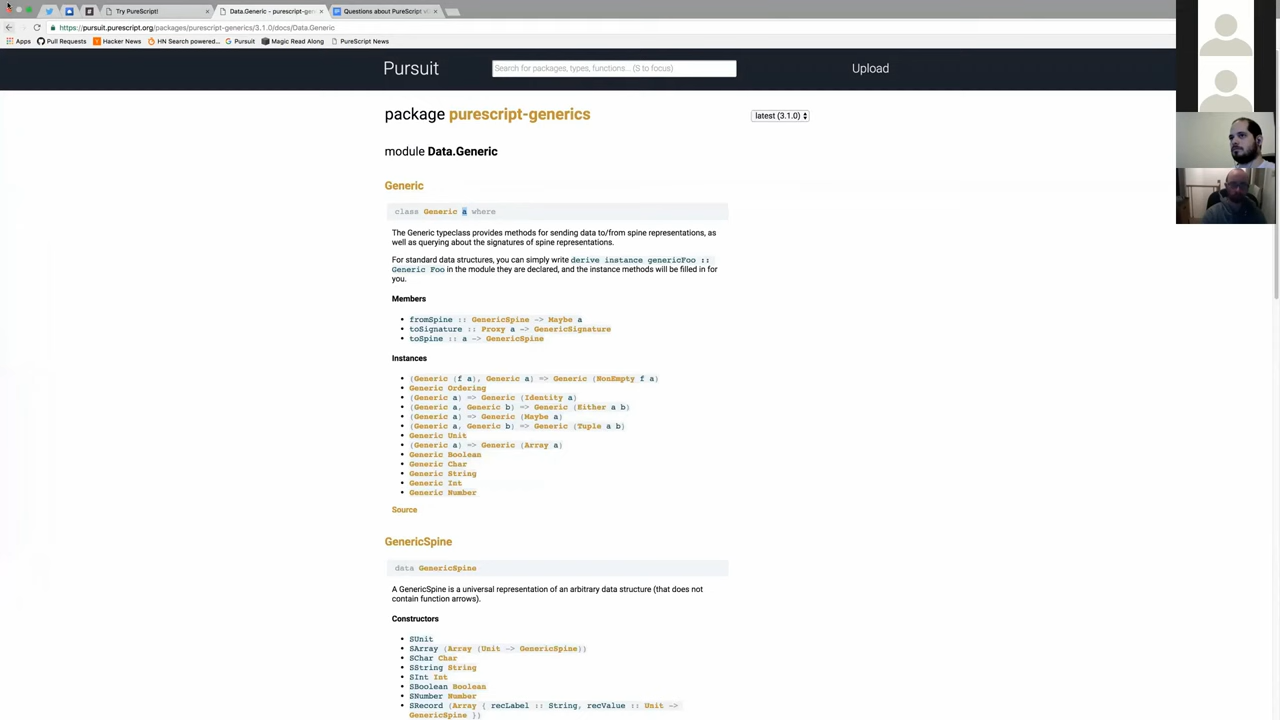 Try PureScript!
Data.Generic - purescript-gen
Questions about PureScript v
https://pursuit.purescript.org/packages/purescript-generics/3.1.0/docs/Data.Generic
Apps Pull Requests Hacker News HN Search powered... Pursuit Magic Read Along PureScript News
Pursuit
Search for packages, types, functions... (S to focus)
Upload
package purescript-generics
latest (3.1.0)
module Data.Generic
Generic
class Generic a where
The Generic typeclass provides methods for sending data to/from spine representations, as
well as querying about the signatures of spine representations.
For standard data structures, you can simply write derive instance genericFoo ::
Generic Foo in the module they are declared, and the instance methods will be filled in for
you.
Members
fromSpine :: GenericSpine -> Maybe a
toSignature :: Proxy a -> GenericSignature
toSpine :: a -> GenericSpine
Instances
(Generic (f a), Generic a) => Generic (NonEmpty f a)
Generic Ordering
(Generic a) => Generic (Identity a)
(Generic a, Generic b) => Generic (Either a b)
(Generic a) => Generic (Maybe a)
(Generic a, Generic b) => Generic (Tuple a b)
Generic Unit
(Generic a) => Generic (Array a)
Generic Boolean
Generic Char
Generic String
Generic Int
Generic Number
Source
GenericSpine
data GenericSpine
A GenericSpine is a universal representation of an arbitrary data structure (that does not
contain function arrows).
Constructors
SUnit
SArray (Array (Unit -> GenericSpine))
SChar Char
SString String
SInt Int
SBoolean Boolean
SNumber Number
SRecord (Array { recLabel :: String, recValue :: Unit ->
GenericSpine })